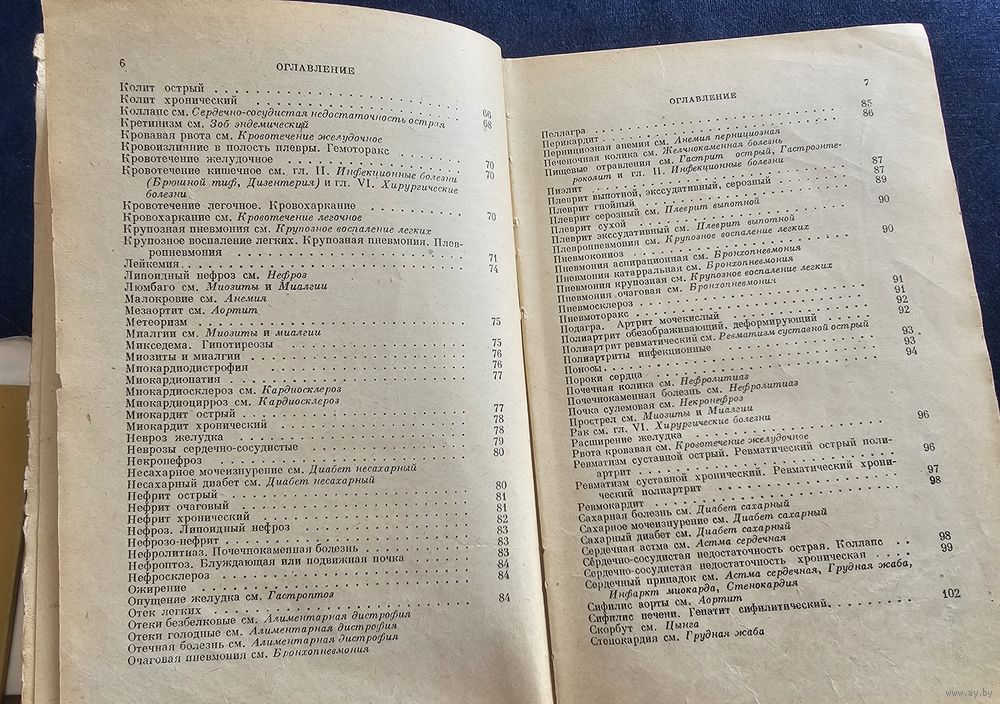 6
ОГЛАВЛЕНИЕ
Колит острый
Колит хронический 66
Коллапс см. Сердечно-сосудистая недостаточность острая 68
Кретинизм см. Зоб эндемический
Кровавая рвота см. Кровотечение желудочное
Кровоизлияние в полость плевры. Гемоторакс
Кровотечение желудочное 70
Кровотечение кишечное см. гл. II. Инфекционные болезни 70
(Брюшной тиф, Дизентерия) и гл. VI. Хирургические
болезни
Кровотечение легочное. Кровохаркание
Кровохаркание см. Кровотечение легочное 70
Крупозная пневмония см. Крупозное воспаление легких
Крупозное воспаление легких. Крупозная пневмония. Плев-
ропневмония
Лейкемия 71
Липоидный нефроз см. Нефроз 74
Люмбаго см. Миозиты и Миалгии
Малокровие см. Анемия
Мезаортит см. Аортит
Метеоризм 75
Миалгии см. Миозиты и миалгии
Микседема. Гипотиреозы 75
Миозиты и миалгии 76
Миокардиодистрофия 76
Миокардиопатия 77
Миокардиосклероз см. Кардиосклероз
Миокардиоцирроз см. Кардиосклероз
Миокардит острый 77
Миокардит хронический 78
Невроз желудка 78
Неврозы сердечно-сосудистые 79
Некронефроз 80
Несахарное мочеизнурение см. Диабет несахарный
Несахарный диабет см. Диабет несахарный
Нефрит острый 80
Нефрит очаговый 81
Нефрит хронический 81
Нефроз. Липоидный нефроз 82
Нефрозо-нефрит 83
Нефролитиаз. Почечнокаменная болезнь 83
Нефроптоз. Блуждающая или подвижная почка 83
Нефросклероз 84
Ожирение 84
Опущение желудка см. Гастроптоз
Отек легких 84
Отеки безбелковые см. Алиментарная дистрофия
Отеки голодные см. Алиментарная дистрофия
Отечная болезнь см. Алиментарная дистрофия
Очаговая пневмония см. Бронхопневмония
7
ОГЛАВЛЕНИЕ
Пеллагра 85
Перикардит 86
Пернициозная анемия см. Анемия пернициозная
Печеночная колика см. Желчнокаменная болезнь
Пищевые отравления см. Гастрит острый, Гастроэнте-
роколит и гл. II. Инфекционные болезни
Пиэлит 87
Плеврит выпотной, экссудативный, серозный 87
Плеврит гнойный 89
Плеврит серозный см. Плеврит выпотной
Плеврит сухой 90
Плеврит экссудативный см. Плеврит выпотной
Плевропневмония см. Крупозное воспаление легких
Пневмокониоз 90
Пневмония аспирационная см. Бронхопневмония
Пневмония катарральная см. Бронхопневмония
Пневмония крупозная см. Крупозное воспаление легких
Пневмония очаговая см. Бронхопневмония
Пневмосклероз 91
Пневмоторакс 91
Подагра. Артрит мочекислый 92
Полиартрит обезображивающий, деформирующий 92
Полиартрит ревматический см. Ревматизм суставной острый
Полиартриты инфекционные 93
Поносы 93
Пороки сердца 94
Почечная колика см. Нефролитиаз
Почечнокаменная болезнь см. Нефролитиаз
Почка сулемовая см. Некронефроз
Прострел см. Миозиты и Миалгии
Рак см. гл. VI. Хирургические болезни
Расширение желудка 96
Рвота кровавая см. Кровотечение желудочное
Ревматизм суставной острый. Ревматический острый поли-
артрит 96
Ревматизм суставной хронический. Ревматический хрони-
ческий полиартрит 97
Ревмокардит 98
Сахарная болезнь см. Диабет сахарный
Сахарное мочеизнурение см. Диабет сахарный
Сахарный диабет см. Диабет сахарный
Сердечная астма см. Астма сердечная
Сердечно-сосудистая недостаточность острая. Коллапс 98
Сердечно-сосудистая недостаточность хроническая 99
Сердечный припадок см. Астма сердечная, Грудная жаба,
Инфаркт миокарда, Стенокардия
Сифилис аорты см. Аортит
Сифилис печени. Гепатит сифилитический 102
Скорбут см. Цынга
Стенокардия см. Грудная жаба
www.ay.by